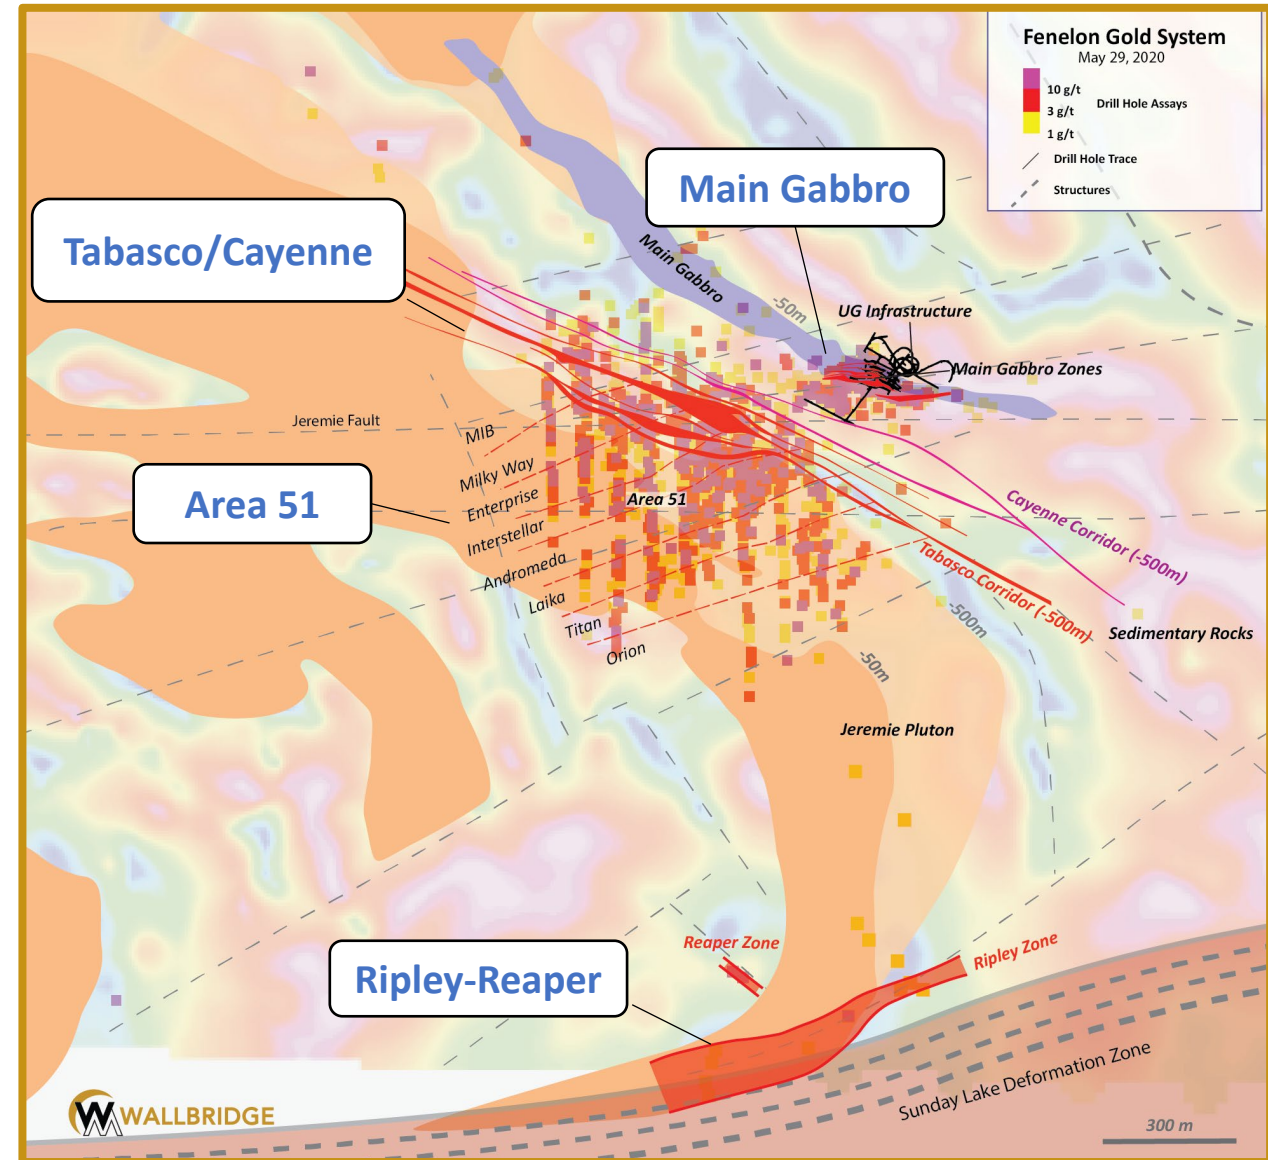 Fenelon Gold System
May 29, 2020
10 g/t
3 g/t
1 g/t
Drill Hole Assays
Drill Hole Trace
Structures
Main Gabbro
Tabasco/Cayenne
Main Gabbro
-50m
UG Infrastructure
Main Gabbro Zones
Jeremie Fault
MIB
Milky Way
Enterprise
Interstellar
Andromeda
Laika
Titan
Orion
Area 51
Area 51
Cayenne Corridor (-500m)
Tabasco Corridor (-500m)
-500m
Sedimentary Rocks
-50m
Jeremie Pluton
Reaper Zone
Ripley Zone
Ripley-Reaper
Sunday Lake Deformation Zone
WALLBRIDGE
300 m